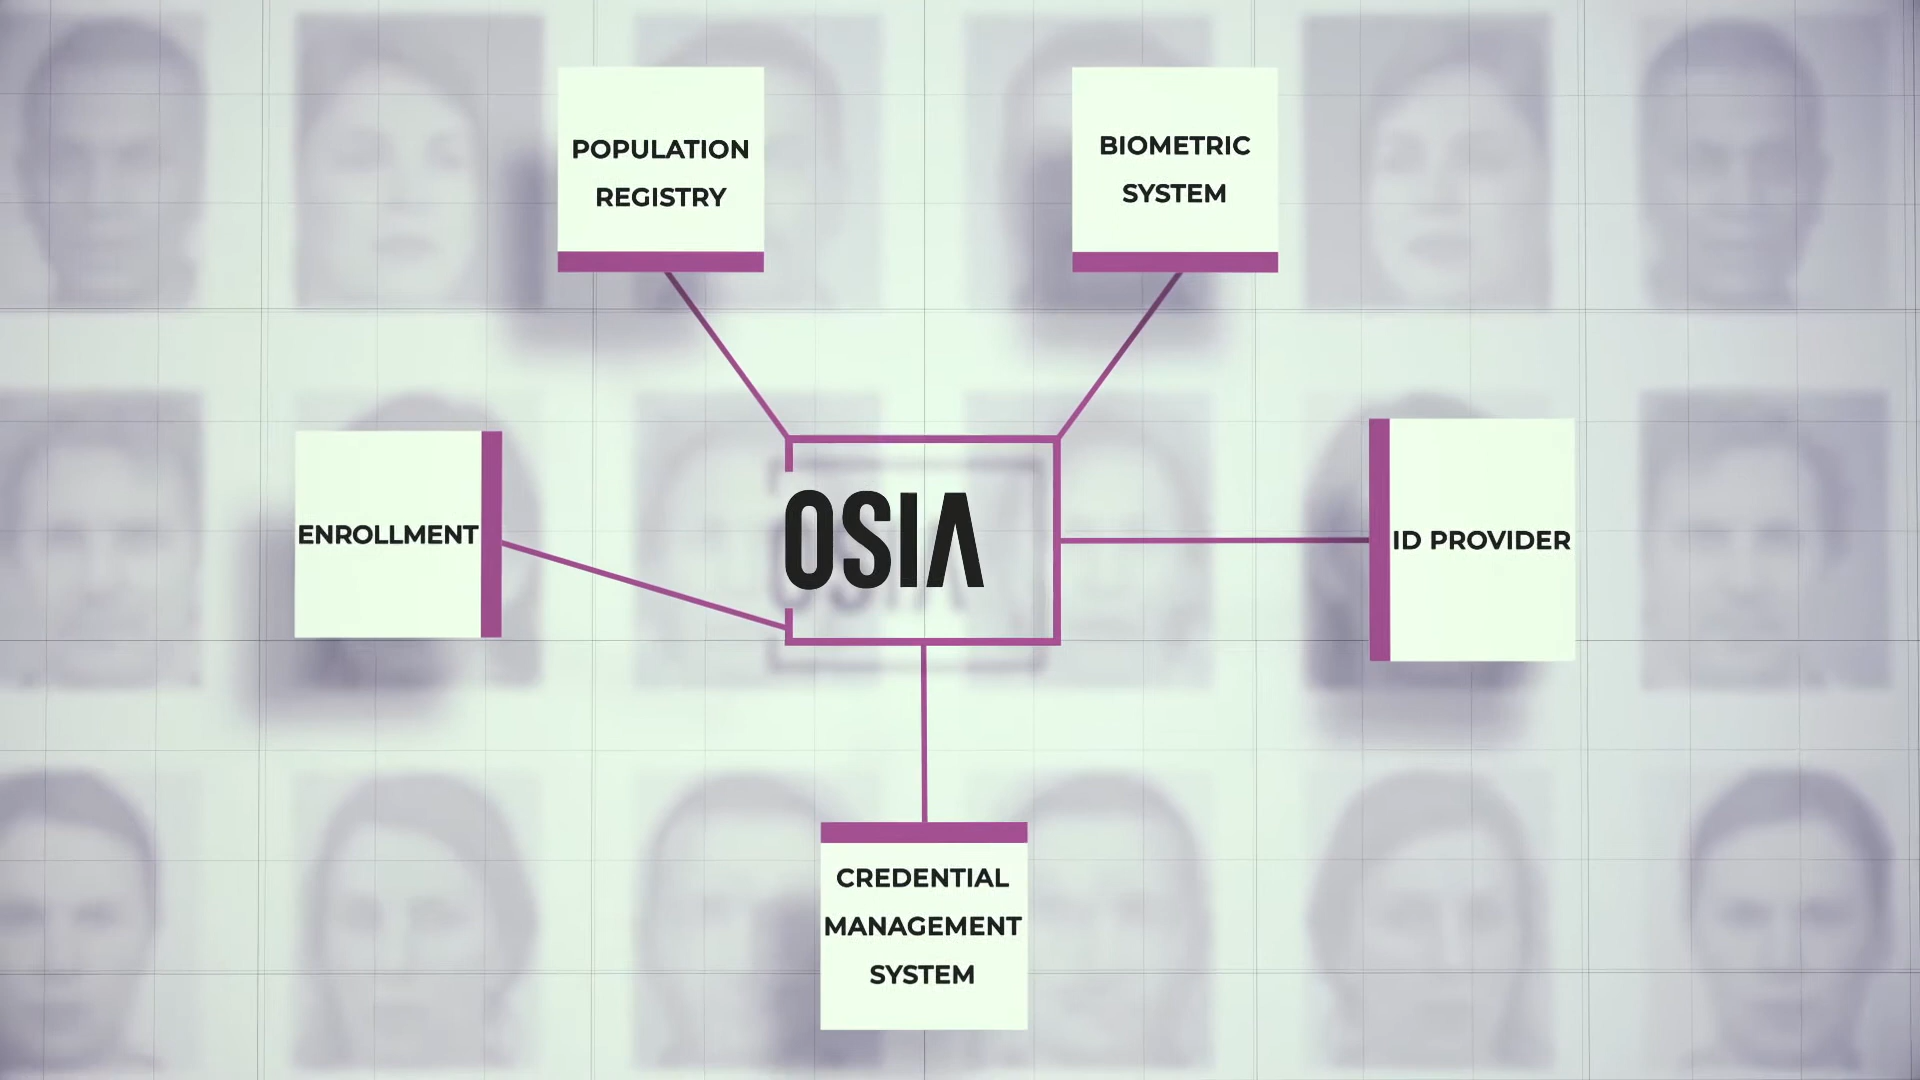 POPULATION
REGISTRY
BIOMETRIC
SYSTEM
ENROLLMENT
OSIA
ID PROVIDER
CREDENTIAL
MANAGEMENT
SYSTEM